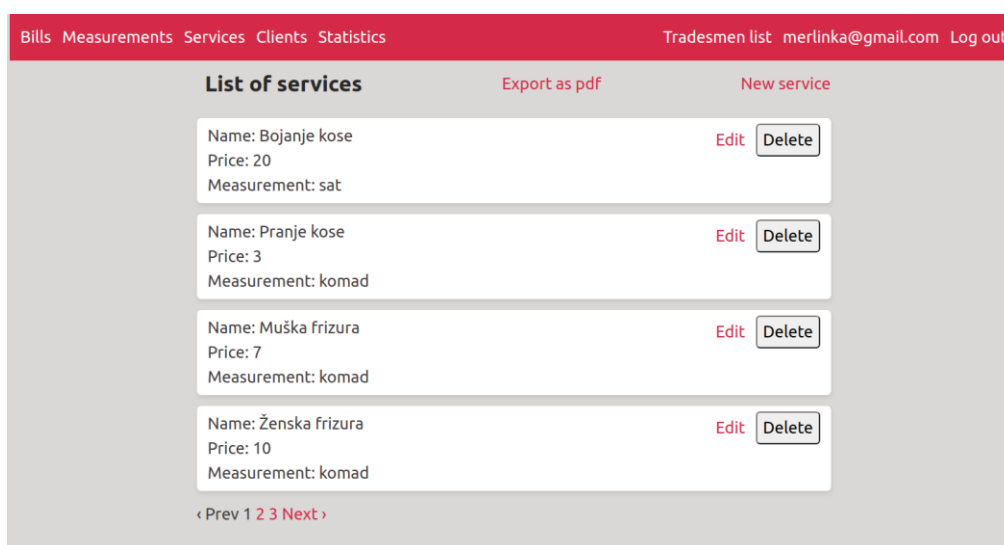 Bills Measurements Services Clients Statistics Tradesmen list merlinka@gmail.com Log out
List of services Export as pdf New service
Name: Bojanje kose Edit Delete
Price: 20
Measurement: sat
Name: Pranje kose Edit Delete
Price: 3
Measurement: komad
Name: Muška frizura Edit Delete
Price: 7
Measurement: komad
Name: Ženska frizura Edit Delete
Price: 10
Measurement: komad
‹ Prev 1 2 3 Next ›